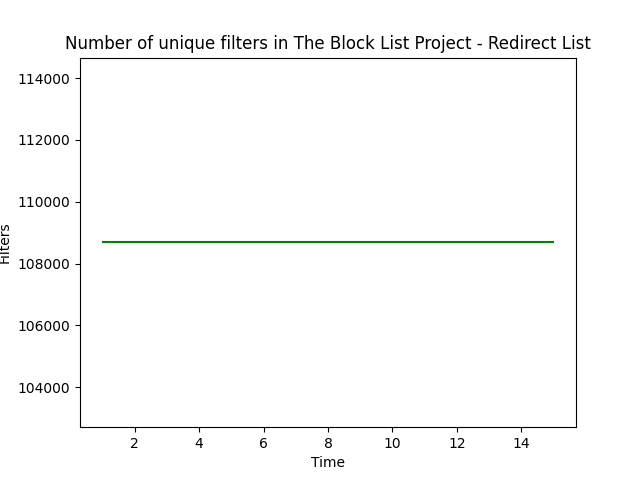 Number of unique filters in The Block List Project - Redirect List
114000
112000
110000
108000
106000
104000
Filters
2 4 6 8 10 12 14
Time